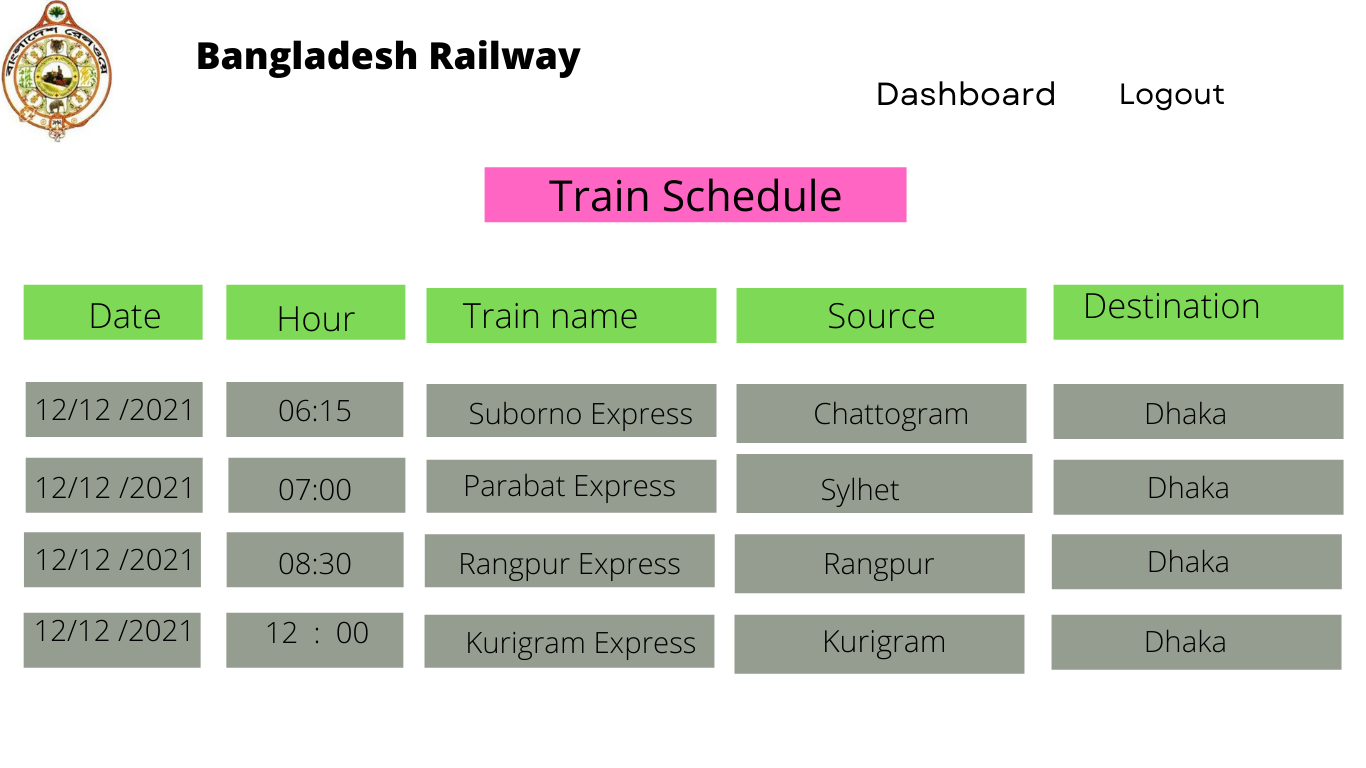 বাংলাদেশ রেলওয়ে
Bangladesh Railway
Dashboard Logout
Train Schedule
Date Hour Train name Source Destination
12/12 /2021 06:15 Suborno Express Chattogram Dhaka
12/12 /2021 07:00 Parabat Express Sylhet Dhaka
12/12 /2021 08:30 Rangpur Express Rangpur Dhaka
12/12 /2021 12 : 00 Kurigram Express Kurigram Dhaka